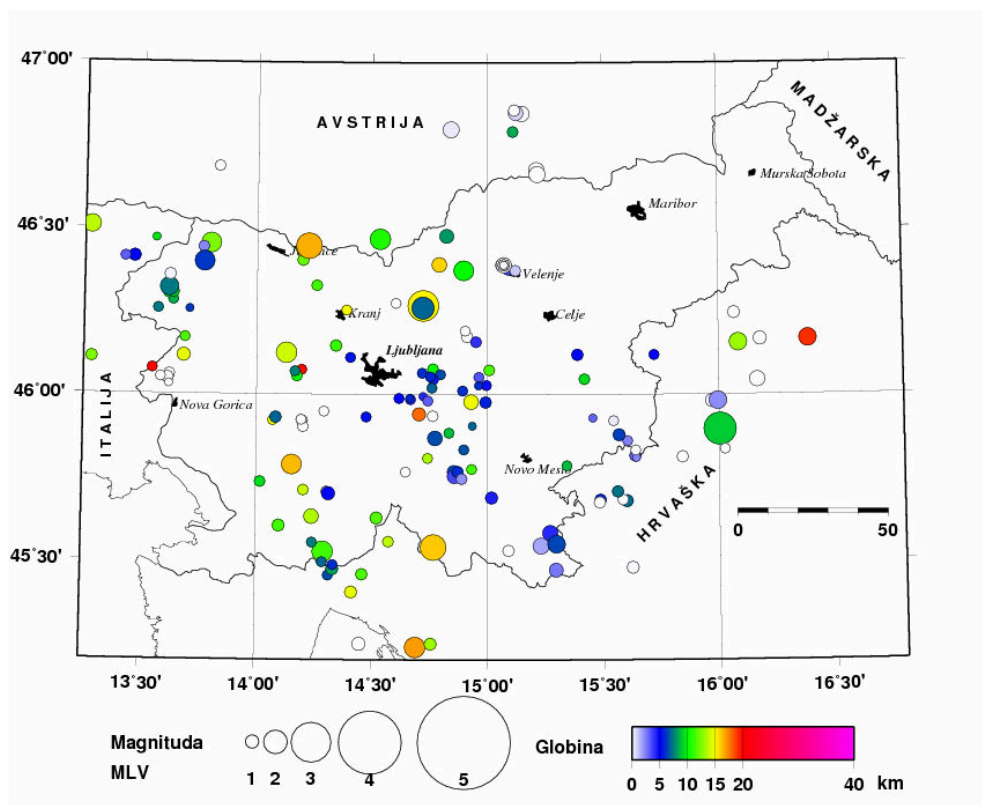 47°00'
46°30'
46°00'
45°30'
AVSTRIJA
MADŽARSKA
ITALIJA
HRVAŠKA
Murska Sobota
Maribor
Velenje
Celje
Kranj
Ljubljana
Nova Gorica
Novo Mesto
0 50
13°30' 14°00' 14°30' 15°00' 15°30' 16°00' 16°30'
Magnituda
MLV
1 2 3 4 5
Globina
0 5 10 15 20 40 km